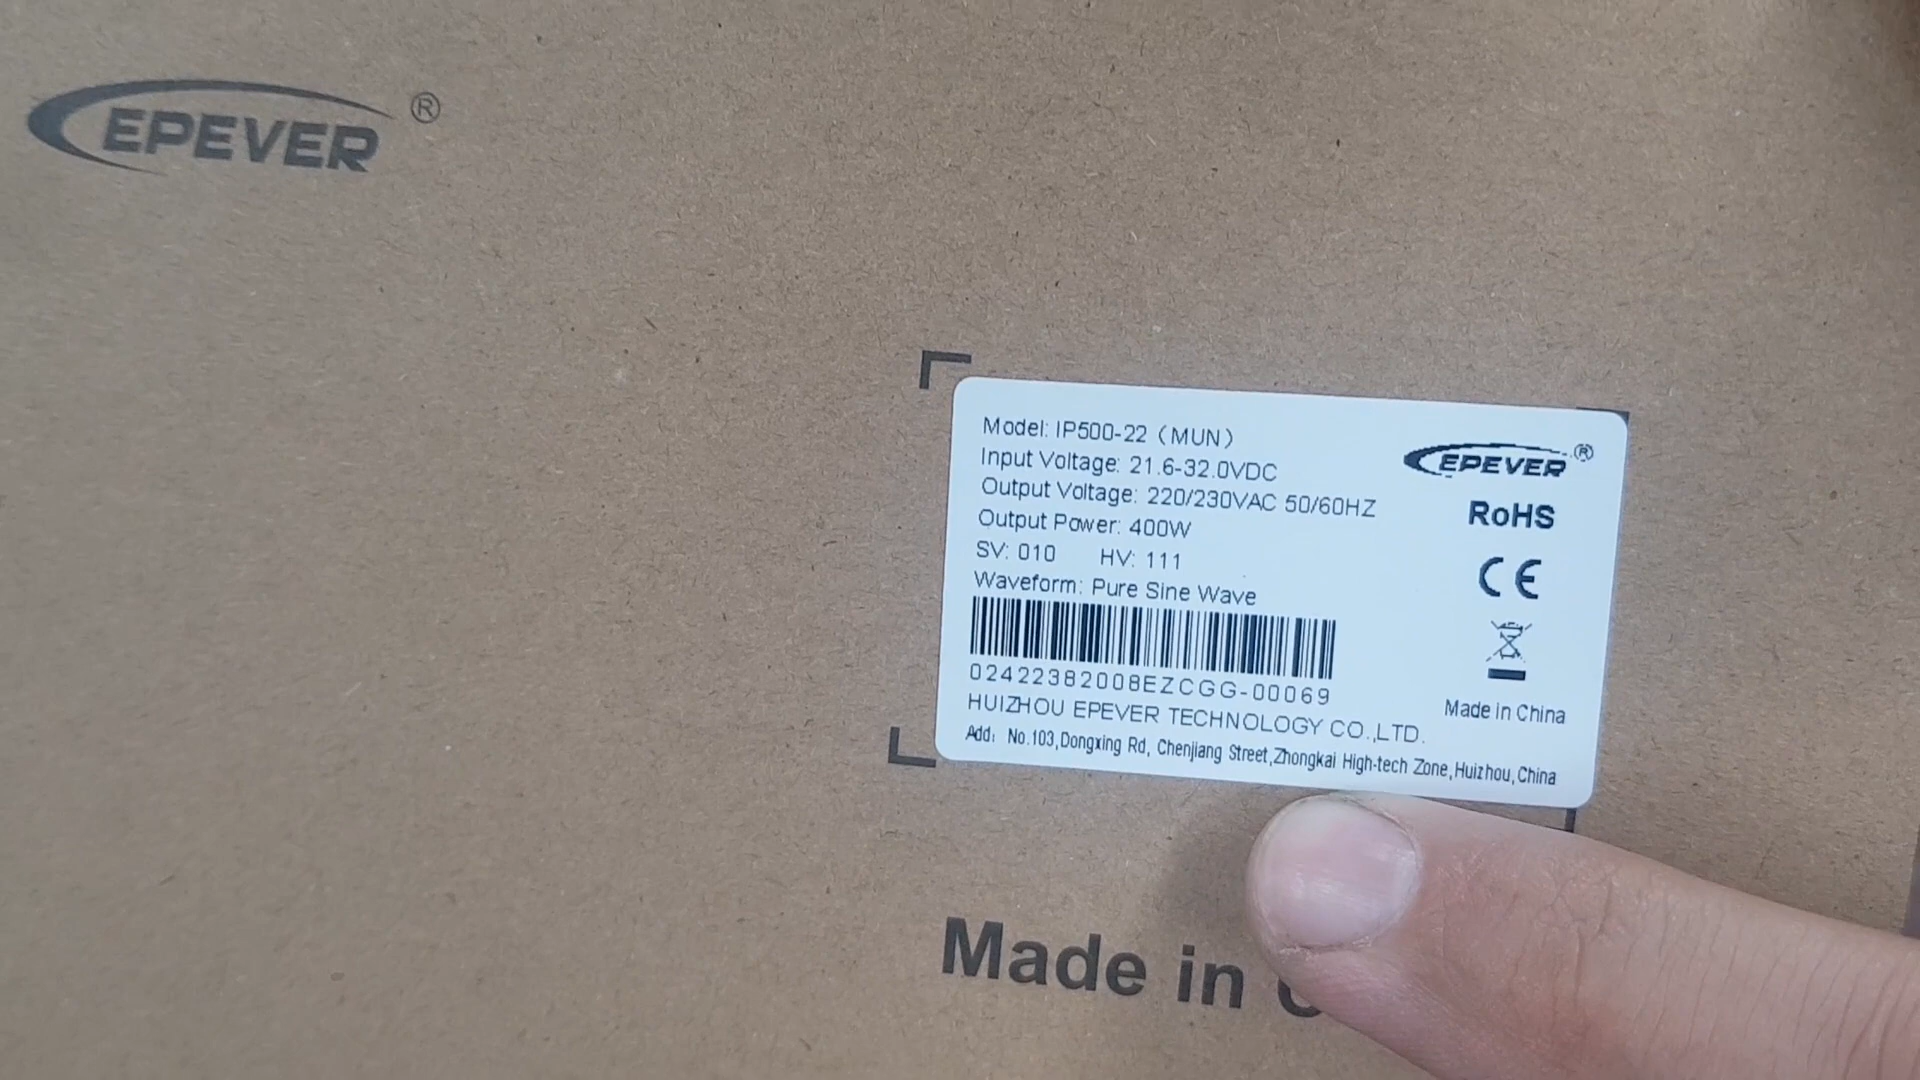 EPEVER ®
Model: IP500-22 (MUN)
Input Voltage: 21.6-32.0VDC
Output Voltage: 220/230VAC 50/60HZ
Output Power: 400W
SV: 010 HV: 111
Waveform: Pure Sine Wave
02422382008EZCGG-00069
HUIZHOU EPEVER TECHNOLOGY CO.,LTD.
Add: No.103,Dongxing Rd, Chenjiang Street,Zhongkai High-tech Zone,Huizhou,China
EPEVER ®
RoHS
CE
Made in China
Made in